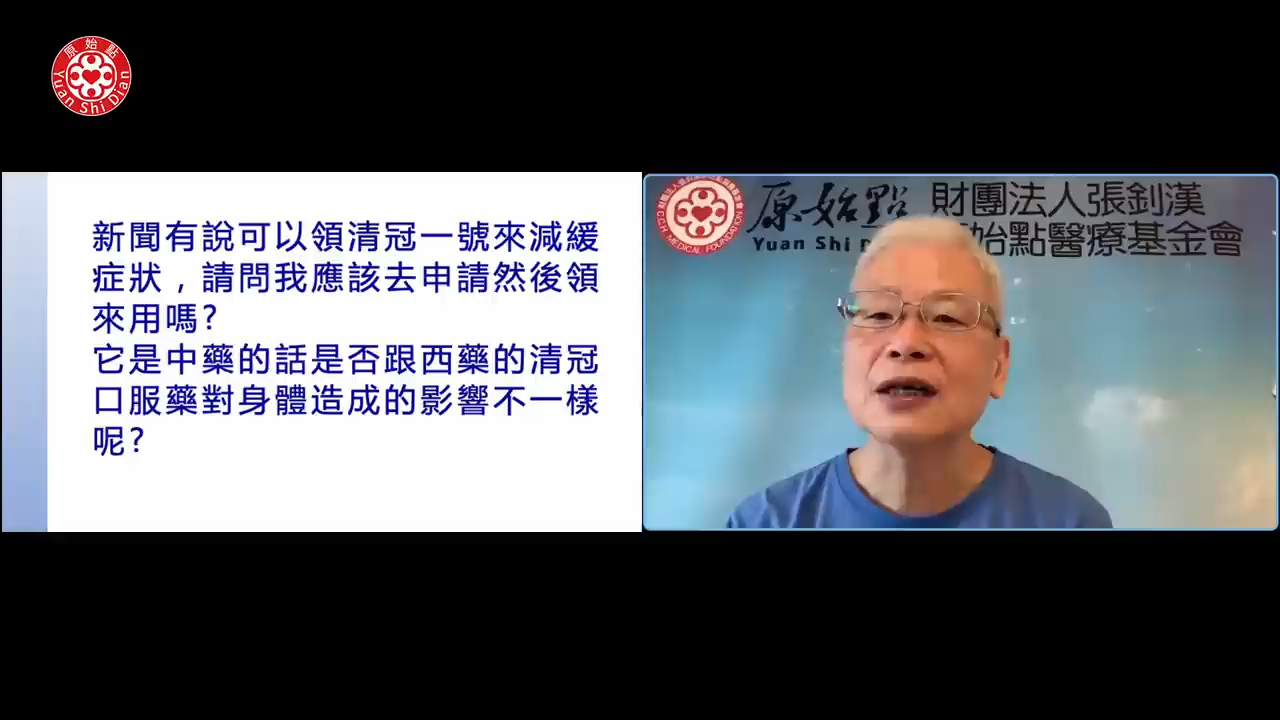 原始點
Yuan Shi Dian
新聞有說可以領清冠一號來減緩
症狀，請問我應該去申請然後領
來用嗎？
它是中藥的話是否跟西藥的清冠
口服藥對身體造成的影響不一樣
呢？
原始點
Yuan Shi
財團法人張釗漢
始點醫療基金會
C.C.H. MEDICAL FOUNDATION